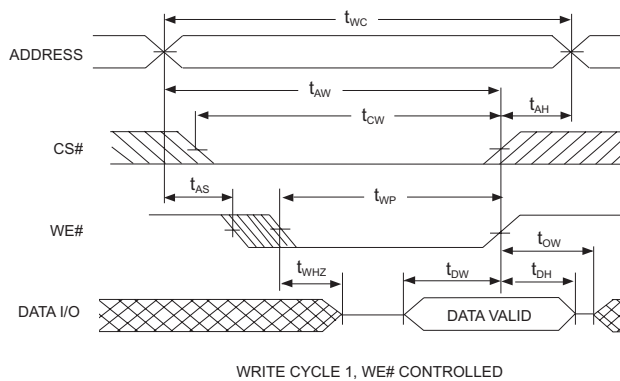 tWC
ADDRESS
tAW
tCW
tAH
CS#
tAS
tWP
WE#
tOW
tWHZ
tDW
tDH
DATA I/O
DATA VALID
WRITE CYCLE 1, WE# CONTROLLED